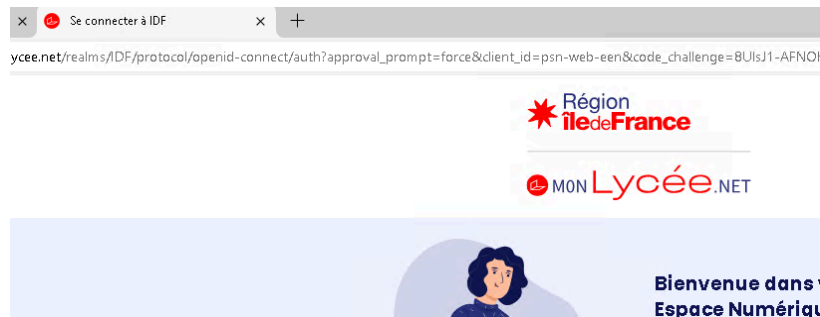 Se connecter à IDF
ycee.net/realms/IDF/protocol/openid-connect/auth?approval_prompt=force&client_id=psn-web-een&code_challenge=8UIsJ1-AFNO
Région
îledeFrance
MON Lycée.NET
Bienvenue dans
Espace Numériqu